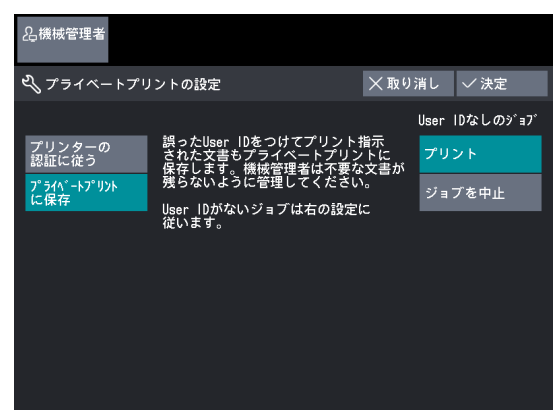 機械管理者
プライベートプリントの設定
取り消し
決定
User IDなしのジョブ
プリンターの
認証に従う
プライベートプリント
に保存
誤ったUser IDをつけてプリント指示
された文書もプライベートプリントに
保存します。機械管理者は不要な文書が
残らないように管理してください。
User IDがないジョブは右の設定に
従います。
プリント
ジョブを中止